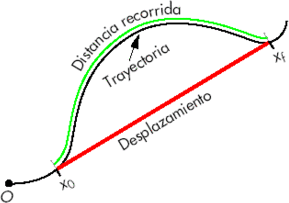 Distancia recorrida
Trayectoria
x_f
Desplazamiento
x_0
O